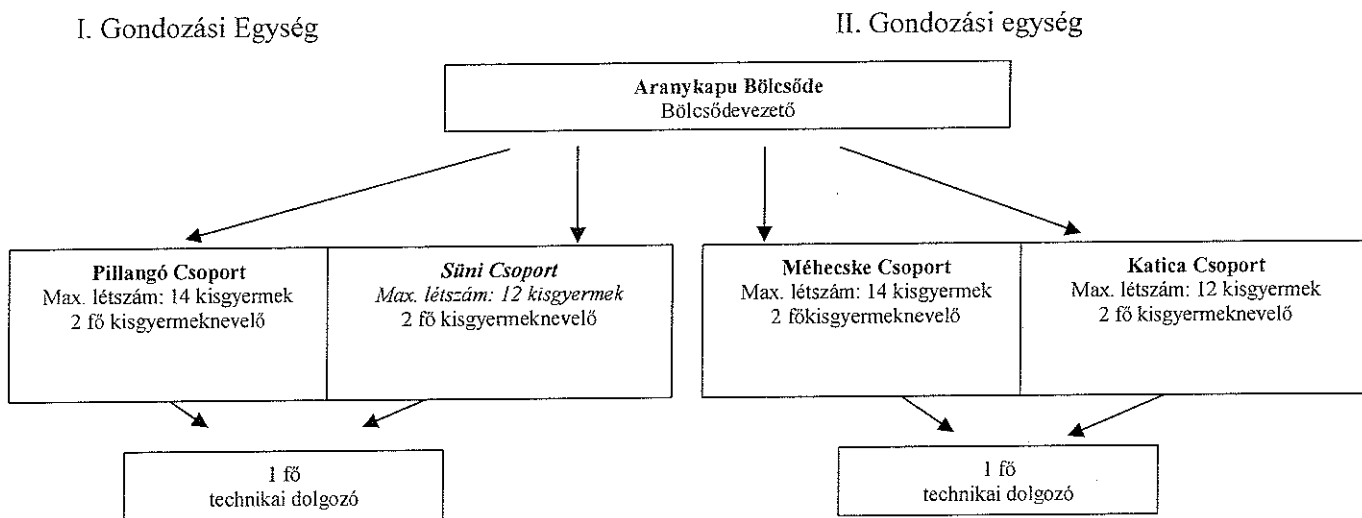 I. Gondozási Egység
II. Gondozási egység
Aranykapu Bölcsőde
Bölcsődevezető
Pillangó Csoport
Max. létszám: 14 kisgyermek
2 fő kisgyermeknevelő
Süni Csoport
Max. létszám: 12 kisgyermek
2 fő kisgyermeknevelő
Méhecske Csoport
Max. létszám: 14 kisgyermek
2 főkisgyermeknevelő
Katica Csoport
Max. létszám: 12 kisgyermek
2 fő kisgyermeknevelő
1 fő
technikai dolgozó
1 fő
technikai dolgozó